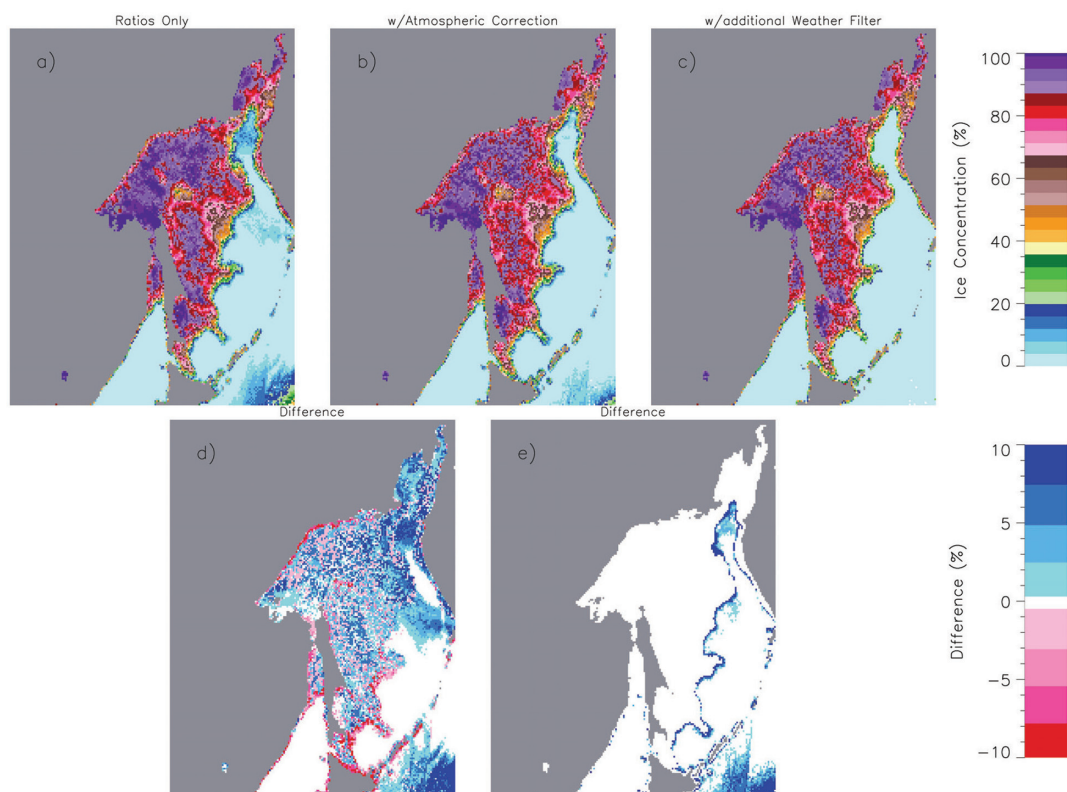 Ratios Only
w/Atmospheric Correction
w/additional Weather Filter
a)
b)
c)
100
80
60
40
20
0
Ice Concentration (%)
Difference
Difference
d)
e)
10
5
0
−5
−10
Difference (%)